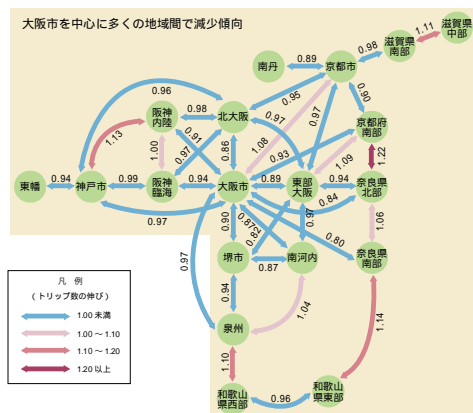 大阪市を中心に多くの地域間で減少傾向
滋賀県
中部
1.11
滋賀県
南部
0.98
南丹
0.89
京都市
0.96
0.95
0.90
阪神
内陸
0.98
北大阪
0.97
0.97
京都府
南部
1.13
0.91
1.08
0.93
1.00
0.97
0.86
1.09
1.22
東幡
0.94
神戸市
0.99
阪神
臨海
0.94
大阪市
0.89
東部
大阪
0.94
奈良県
北部
0.84
0.97
0.90
0.87
0.82
0.97
0.80
1.06
0.97
堺市
0.87
南河内
奈良県
南部
凡 例
(トリップ数の伸び)
1.00 未満
1.00 ～ 1.10
1.10 ～ 1.20
1.20 以上
0.94
1.04
泉州
1.14
1.10
和歌山
県西部
0.96
和歌山
県東部